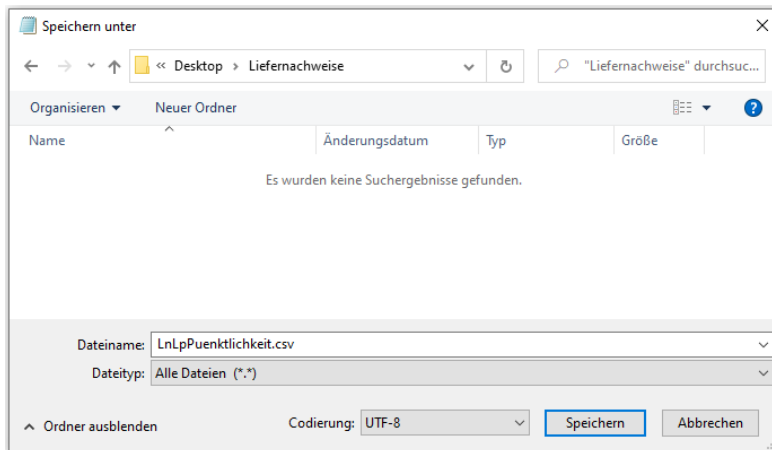 Speichern unter
« Desktop › Liefernachweise
"Liefernachweise" durchsuc...
Organisieren Neuer Ordner
?
Name Änderungsdatum Typ Größe
Es wurden keine Suchergebnisse gefunden.
Dateiname: LnLpPuenktlichkeit.csv
Dateityp: Alle Dateien (*.*)
Ordner ausblenden Codierung: UTF-8 Speichern Abbrechen